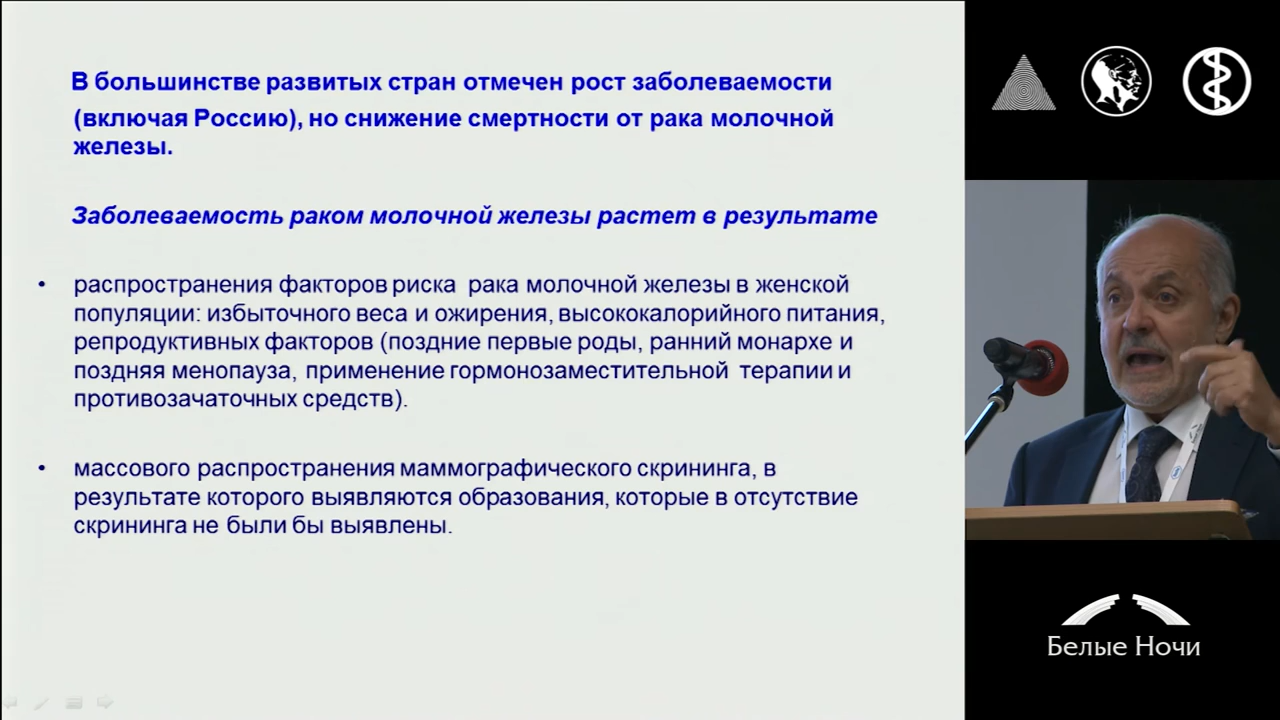 В большинстве развитых стран отмечен рост заболеваемости
(включая Россию), но снижение смертности от рака молочной
железы.
Заболеваемость раком молочной железы растет в результате
• распространения факторов риска рака молочной железы в женской
популяции: избыточного веса и ожирения, высококалорийного питания,
репродуктивных факторов (поздние первые роды, ранний монархе и
поздняя менопауза, применение гормонозаместительной терапии и
противозачаточных средств).
• массового распространения маммографического скрининга, в
результате которого выявляются образования, которые в отсутствие
скрининга не были бы выявлены.
Белые Ночи